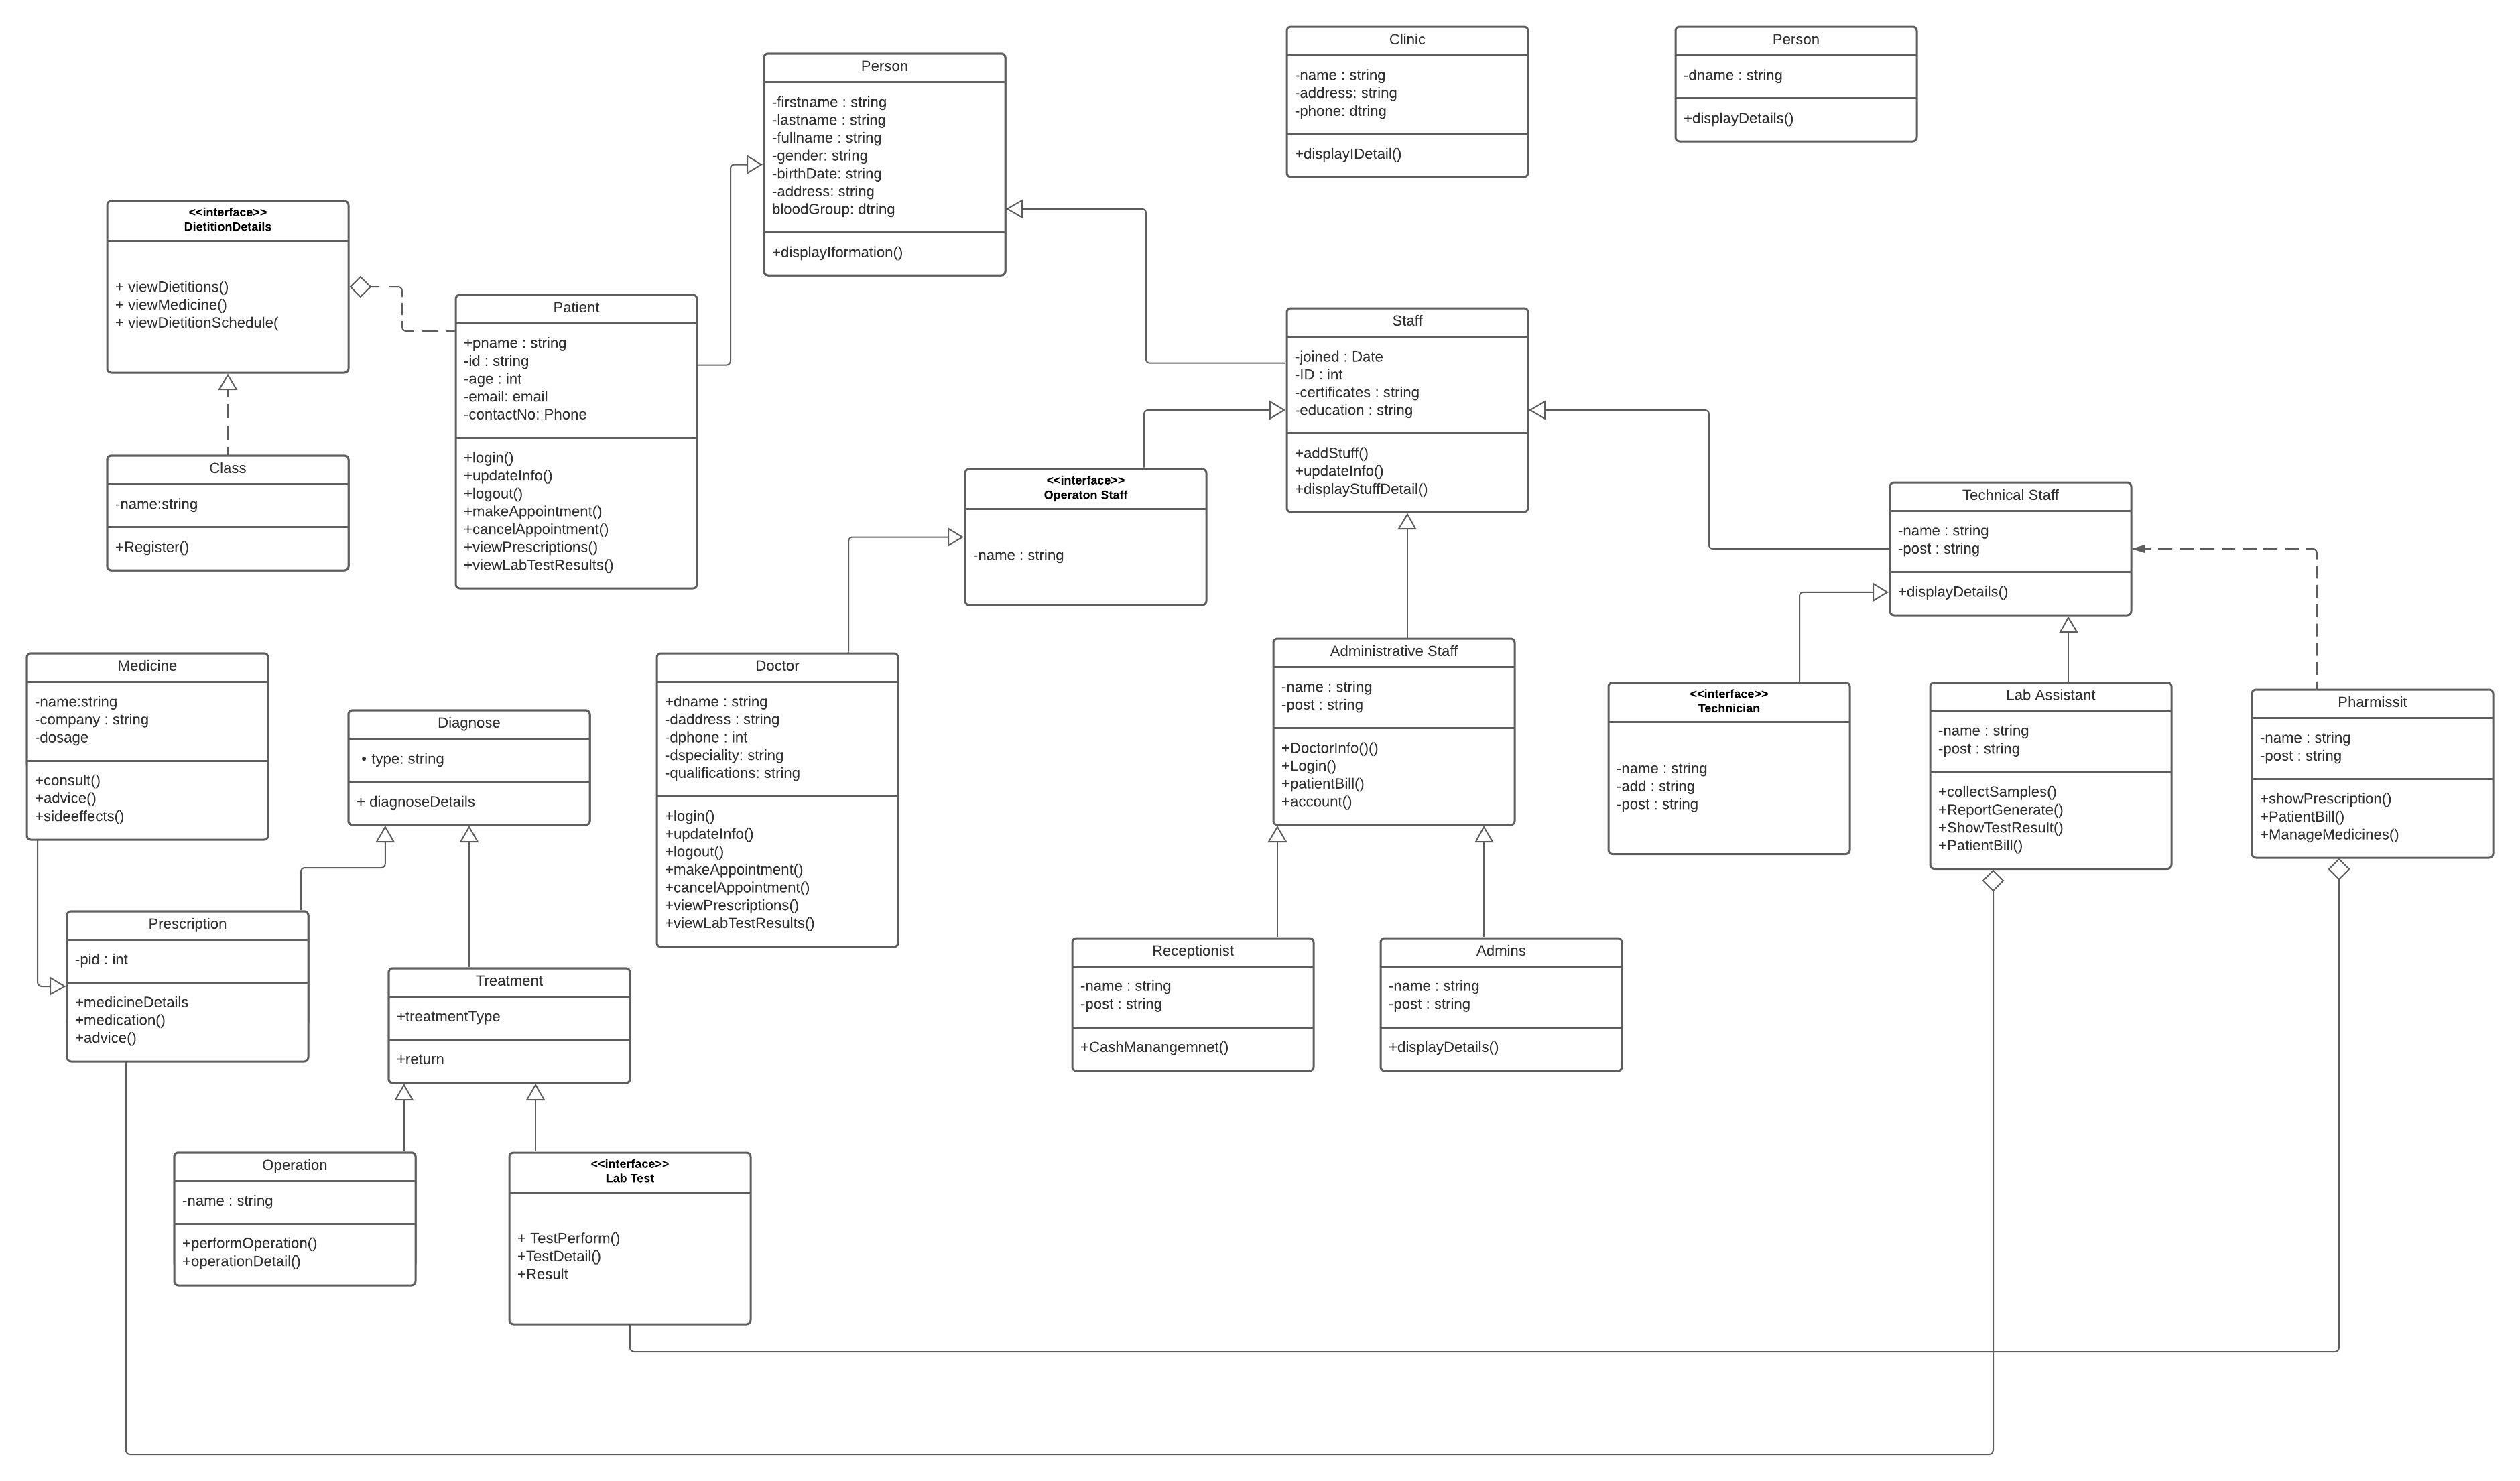 Clinic
-name : string
-address: string
-phone: dtring
+displayIDetail()
Person
-dname : string
+displayDetails()
Person
-firstname : string
-lastname : string
-fullname : string
-gender: string
-birthDate: string
-address: string
bloodGroup: dtring
+displayIformation()
<<interface>>
DietitionDetails
+ viewDietitions()
+ viewMedicine()
+ viewDietitionSchedule(
Patient
+pname : string
-id : string
-age : int
-email: email
-contactNo: Phone
+login()
+updateInfo()
+logout()
+makeAppointment()
+cancelAppointment()
+viewPrescriptions()
+viewLabTestResults()
Staff
-joined : Date
-ID : int
-certificates : string
-education : string
+addStuff()
+updateInfo()
+displayStuffDetail()
Class
-name:string
+Register()
<<interface>>
Operaton Staff
-name : string
Technical Staff
-name : string
-post : string
+displayDetails()
Medicine
-name:string
-company : string
-dosage
+consult()
+advice()
+sideeffects()
Diagnose
• type: string
+ diagnoseDetails
Doctor
+dname : string
-daddress : string
-dphone : int
-dspeciality: string
-qualifications: string
+login()
+updateInfo()
+logout()
+makeAppointment()
+cancelAppointment()
+viewPrescriptions()
+viewLabTestResults()
Administrative Staff
-name : string
-post : string
+DoctorInfo()()
+Login()
+patientBill()
+account()
<<interface>>
Technician
-name : string
-add : string
-post : string
Lab Assistant
-name : string
-post : string
+collectSamples()
+ReportGenerate()
+ShowTestResult()
+PatientBill()
Pharmissit
-name : string
-post : string
+showPrescription()
+PatientBill()
+ManageMedicines()
Prescription
-pid : int
+medicineDetails
+medication()
+advice()
Treatment
+treatmentType
+return
Receptionist
-name : string
-post : string
+CashManangemnet()
Admins
-name : string
-post : string
+displayDetails()
Operation
-name : string
+performOperation()
+operationDetail()
<<interface>>
Lab Test
+ TestPerform()
+TestDetail()
+Result